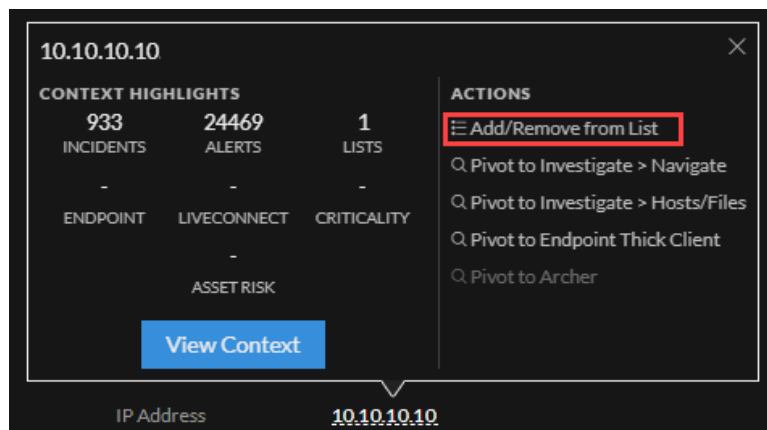 10.10.10.10
CONTEXT HIGHLIGHTS
933 24469 1
INCIDENTS ALERTS LISTS
- - -
ENDPOINT LIVECONNECT CRITICALITY
-
ASSET RISK
View Context
ACTIONS
Add/Remove from List
Pivot to Investigate > Navigate
Pivot to Investigate > Hosts/Files
Pivot to Endpoint Thick Client
Pivot to Archer
IP Address 10.10.10.10